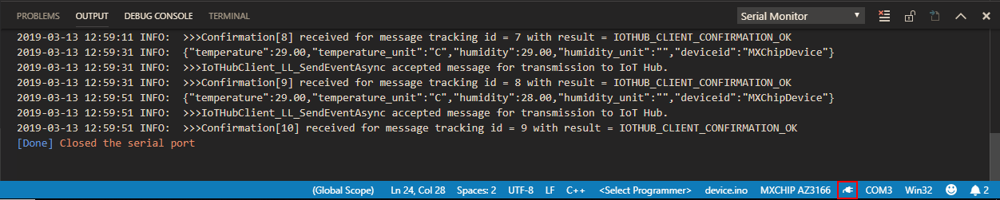 PROBLEMS OUTPUT DEBUG CONSOLE TERMINAL Serial Monitor
2019-03-13 12:59:11 INFO:  >>>Confirmation[8] received for message tracking id = 7 with result = IOTHUB_CLIENT_CONFIRMATION_OK
2019-03-13 12:59:31 INFO:  {"temperature":29.00,"temperature_unit":"C","humidity":29.00,"humidity_unit":"","deviceid":"MXChipDevice"}
2019-03-13 12:59:31 INFO:  >>>IoTHubClient_LL_SendEventAsync accepted message for transmission to IoT Hub.
2019-03-13 12:59:31 INFO:  >>>Confirmation[9] received for message tracking id = 8 with result = IOTHUB_CLIENT_CONFIRMATION_OK
2019-03-13 12:59:51 INFO:  {"temperature":29.00,"temperature_unit":"C","humidity":28.00,"humidity_unit":"","deviceid":"MXChipDevice"}
2019-03-13 12:59:51 INFO:  >>>IoTHubClient_LL_SendEventAsync accepted message for transmission to IoT Hub.
2019-03-13 12:59:51 INFO:  >>>Confirmation[10] received for message tracking id = 9 with result = IOTHUB_CLIENT_CONFIRMATION_OK
[Done] Closed the serial port
(Global Scope) Ln 24, Col 28 Spaces: 2 UTF-8 LF C++ <Select Programmer> device.ino MXCHIP AZ3166 COM3 Win32 2